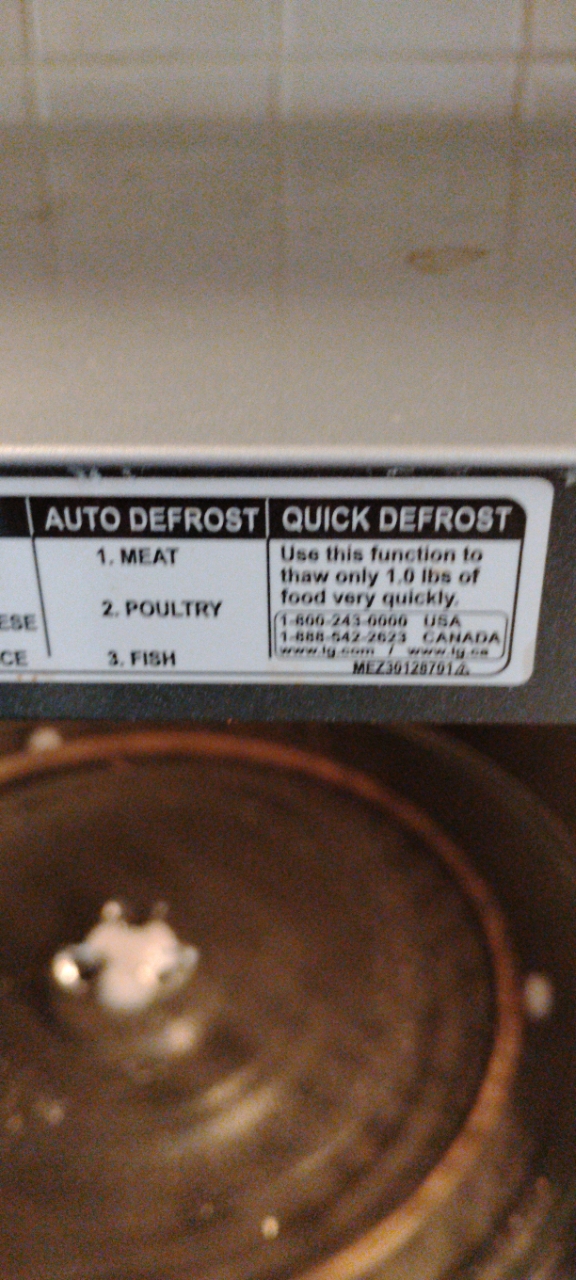 AUTO DEFROST
1. MEAT
2. POULTRY
3. FISH
QUICK DEFROST
Use this function to
thaw only 1.0 lbs of
food very quickly.
1-800-243-0000 USA
1-888-542-2623 CANADA
www.lg.com / www.lg.ca
ESE
CE